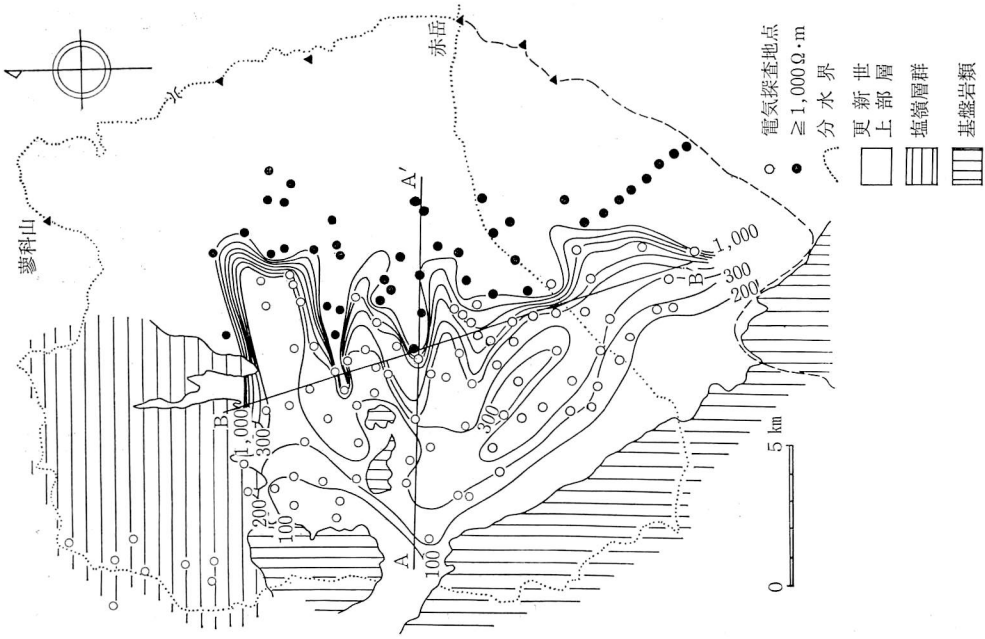 蓼科山
赤岳
A'
1,000
300
200
B'
300
B
1,000
300
200
100
A
100
0
5 km
電気探査地点
≧1,000Ω·m
分水界
更新世
上部層
塩嶺層群
基盤岩類